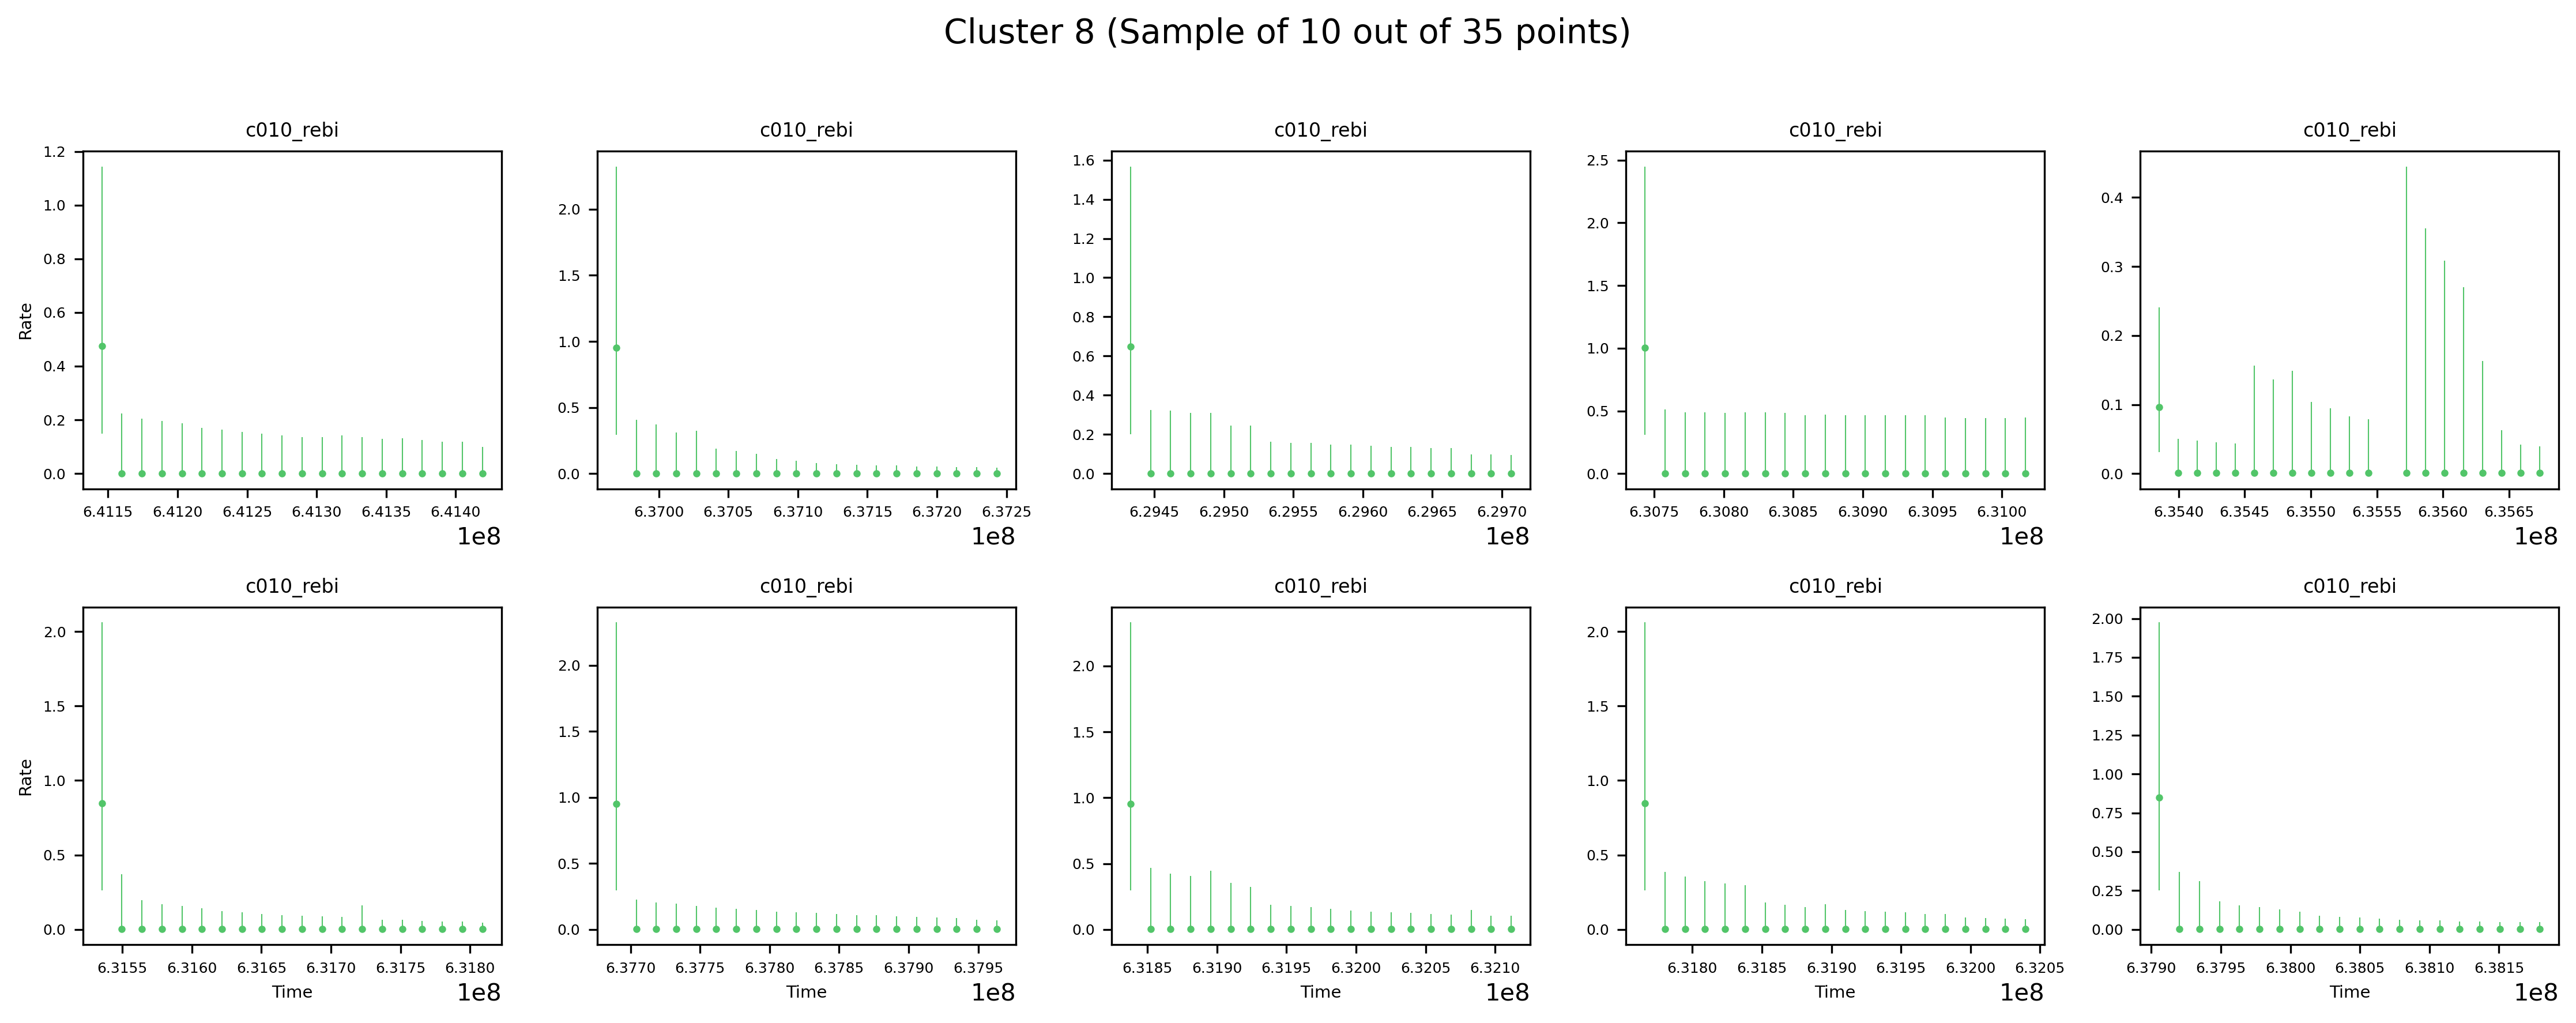 Cluster 8 (Sample of 10 out of 35 points)
c010_rebi c010_rebi c010_rebi c010_rebi c010_rebi
Rate
1.2
1.0
0.8
0.6
0.4
0.2
0.0
6.4115 6.4120 6.4125 6.4130 6.4135 6.4140
1e8
2.0
1.5
1.0
0.5
0.0
6.3700 6.3705 6.3710 6.3715 6.3720 6.3725
1e8
1.6
1.4
1.2
1.0
0.8
0.6
0.4
0.2
0.0
6.2945 6.2950 6.2955 6.2960 6.2965 6.2970
1e8
2.5
2.0
1.5
1.0
0.5
0.0
6.3075 6.3080 6.3085 6.3090 6.3095 6.3100
1e8
0.4
0.3
0.2
0.1
0.0
6.3540 6.3545 6.3550 6.3555 6.3560 6.3565
1e8
c010_rebi c010_rebi c010_rebi c010_rebi c010_rebi
Rate
2.0
1.5
1.0
0.5
0.0
6.3155 6.3160 6.3165 6.3170 6.3175 6.3180
Time
1e8
2.0
1.5
1.0
0.5
0.0
6.3770 6.3775 6.3780 6.3785 6.3790 6.3795
Time
1e8
2.0
1.5
1.0
0.5
0.0
6.3185 6.3190 6.3195 6.3200 6.3205 6.3210
Time
1e8
2.0
1.5
1.0
0.5
0.0
6.3180 6.3185 6.3190 6.3195 6.3200 6.3205
Time
1e8
2.00
1.75
1.50
1.25
1.00
0.75
0.50
0.25
0.00
6.3790 6.3795 6.3800 6.3805 6.3810 6.3815
Time
1e8